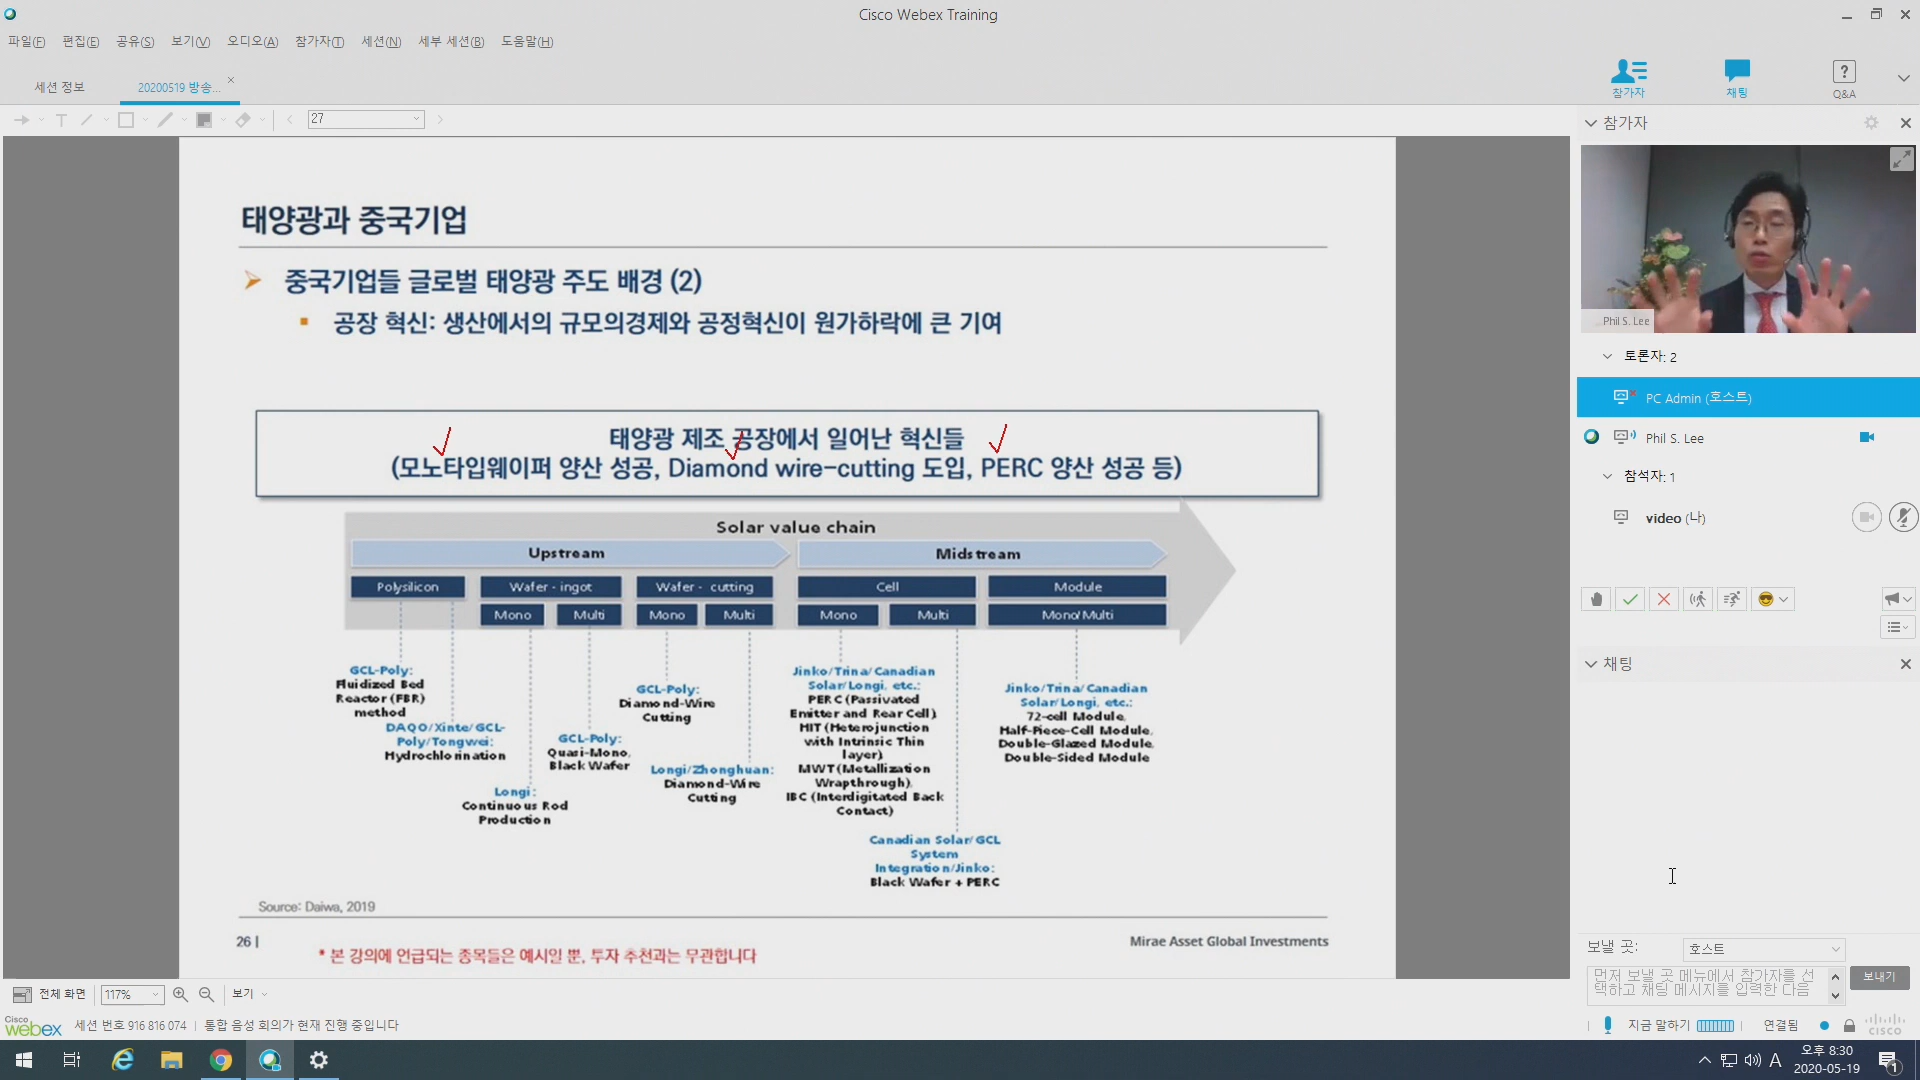 Cisco Webex Training
파일(F) 편집(E) 공유(S) 보기(V) 오디오(A) 참가자(T) 세션(N) 세부 세션(B) 도움말(H)
세션 정보
20200519 방송...
참가자
채팅
Q&A
27
참가자
태양광과 중국기업
중국기업들 글로벌 태양광 주도 배경 (2)
공장 혁신: 생산에서의 규모의경제와 공정혁신이 원가하락에 큰 기여
태양광 제조 공장에서 일어난 혁신들
(모노타입웨이퍼 양산 성공, Diamond wire-cutting 도입, PERC 양산 성공 등)
Solar value chain
Upstream
Midstream
Polysilicon
Wafer - ingot
Wafer - cutting
Cell
Module
Mono
Multi
Mono
Multi
Mono
Multi
Mono/Multi
GCL-Poly:
Fluidized Bed
Reactor (FBR)
method
DAQO/Xinte/GCL-
Poly/Tongwei:
Hydrochlorination
Longi:
Continuous Rod
Production
GCL-Poly:
Quasi-Mono,
Black Wafer
GCL-Poly:
Diamond-Wire
Cutting
Longi/Zhonghuan:
Diamond-Wire
Cutting
Jinko/Trina/Canadian
Solar/Longi, etc.:
PERC (Passivated
Emitter and Rear Cell),
HIT (Heterojunction
with Intrinsic Thin
layer),
MWT (Metallization
Wrapthrough),
IBC (Interdigitated Back
Contact)
Canadian Solar/GCL
System
Integration/Jinko:
Black Wafer + PERC
Jinko/Trina/Canadian
Solar/Longi, etc.:
72-cell Module,
Half-Piece-Cell Module,
Double-Glazed Module,
Double-Sided Module
Source: Daiwa, 2019
26 |
* 본 강의에 언급되는 종목들은 예시일 뿐, 투자 추천과는 무관합니다
Mirae Asset Global Investments
Phil S. Lee
토론자: 2
PC Admin (호스트)
Phil S. Lee
참석자: 1
video (나)
채팅
보낼 곳:
호스트
먼저 보낼 곳 메뉴에서 참가자를 선
택하고 채팅 메시지를 입력한 다음
보내기
전체 화면
117%
보기
Cisco
webex
세션 번호 916 816 074 | 통합 음성 회의가 현재 진행 중입니다
지금 말하기
연결됨
cisco
A
오후 8:30
2020-05-19
1